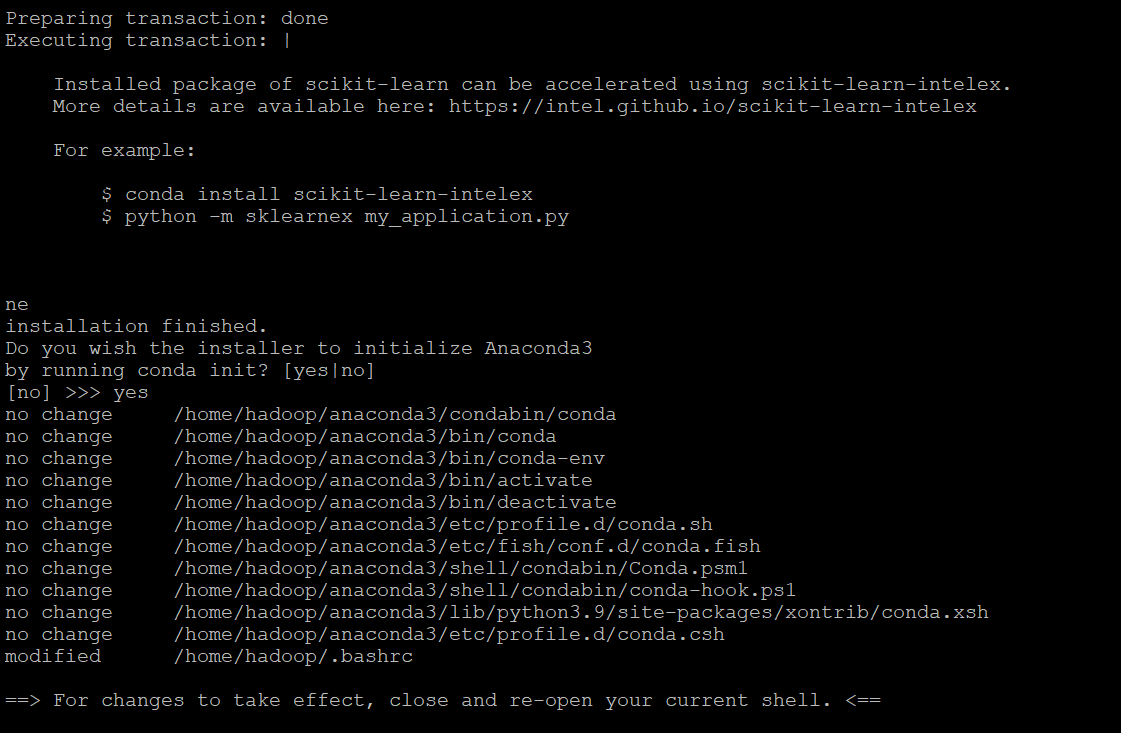 Preparing transaction: done
Executing transaction: |
Installed package of scikit-learn can be accelerated using scikit-learn-intelex.
More details are available here: https://intel.github.io/scikit-learn-intelex
For example:
$ conda install scikit-learn-intelex
$ python -m sklearnex my_application.py
ne
installation finished.
Do you wish the installer to initialize Anaconda3
by running conda init? [yes|no]
[no] >>> yes
no change     /home/hadoop/anaconda3/condabin/conda
no change     /home/hadoop/anaconda3/bin/conda
no change     /home/hadoop/anaconda3/bin/conda-env
no change     /home/hadoop/anaconda3/bin/activate
no change     /home/hadoop/anaconda3/bin/deactivate
no change     /home/hadoop/anaconda3/etc/profile.d/conda.sh
no change     /home/hadoop/anaconda3/etc/fish/conf.d/conda.fish
no change     /home/hadoop/anaconda3/shell/condabin/Conda.psm1
no change     /home/hadoop/anaconda3/shell/condabin/conda-hook.ps1
no change     /home/hadoop/anaconda3/lib/python3.9/site-packages/xontrib/conda.xsh
no change     /home/hadoop/anaconda3/etc/profile.d/conda.csh
modified      /home/hadoop/.bashrc
==> For changes to take effect, close and re-open your current shell. <==